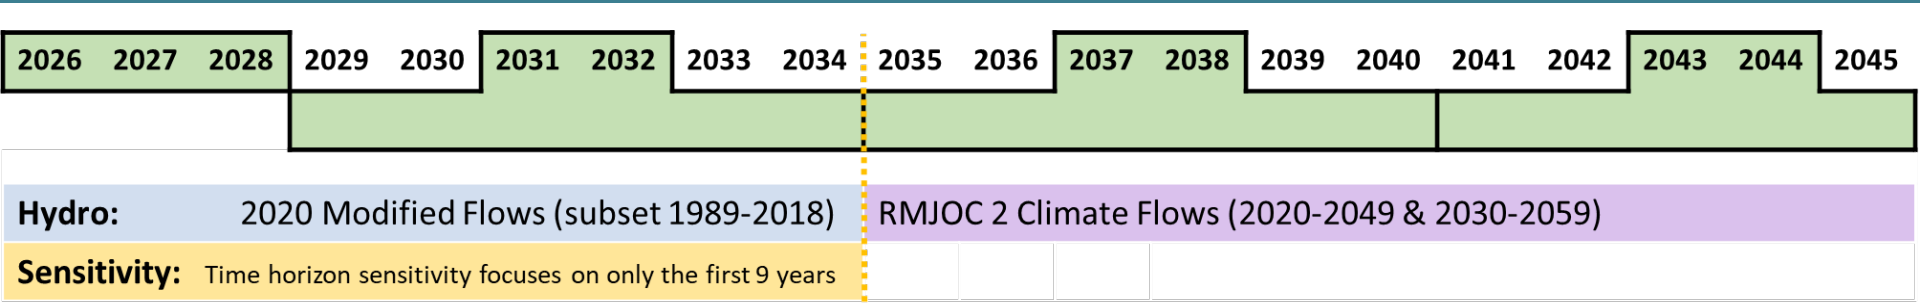 2026 2027 2028 2029 2030 2031 2032 2033 2034 2035 2036 2037 2038 2039 2040 2041 2042 2043 2044 2045
Hydro: 2020 Modified Flows (subset 1989-2018) RMJOC 2 Climate Flows (2020-2049 & 2030-2059)
Sensitivity: Time horizon sensitivity focuses on only the first 9 years